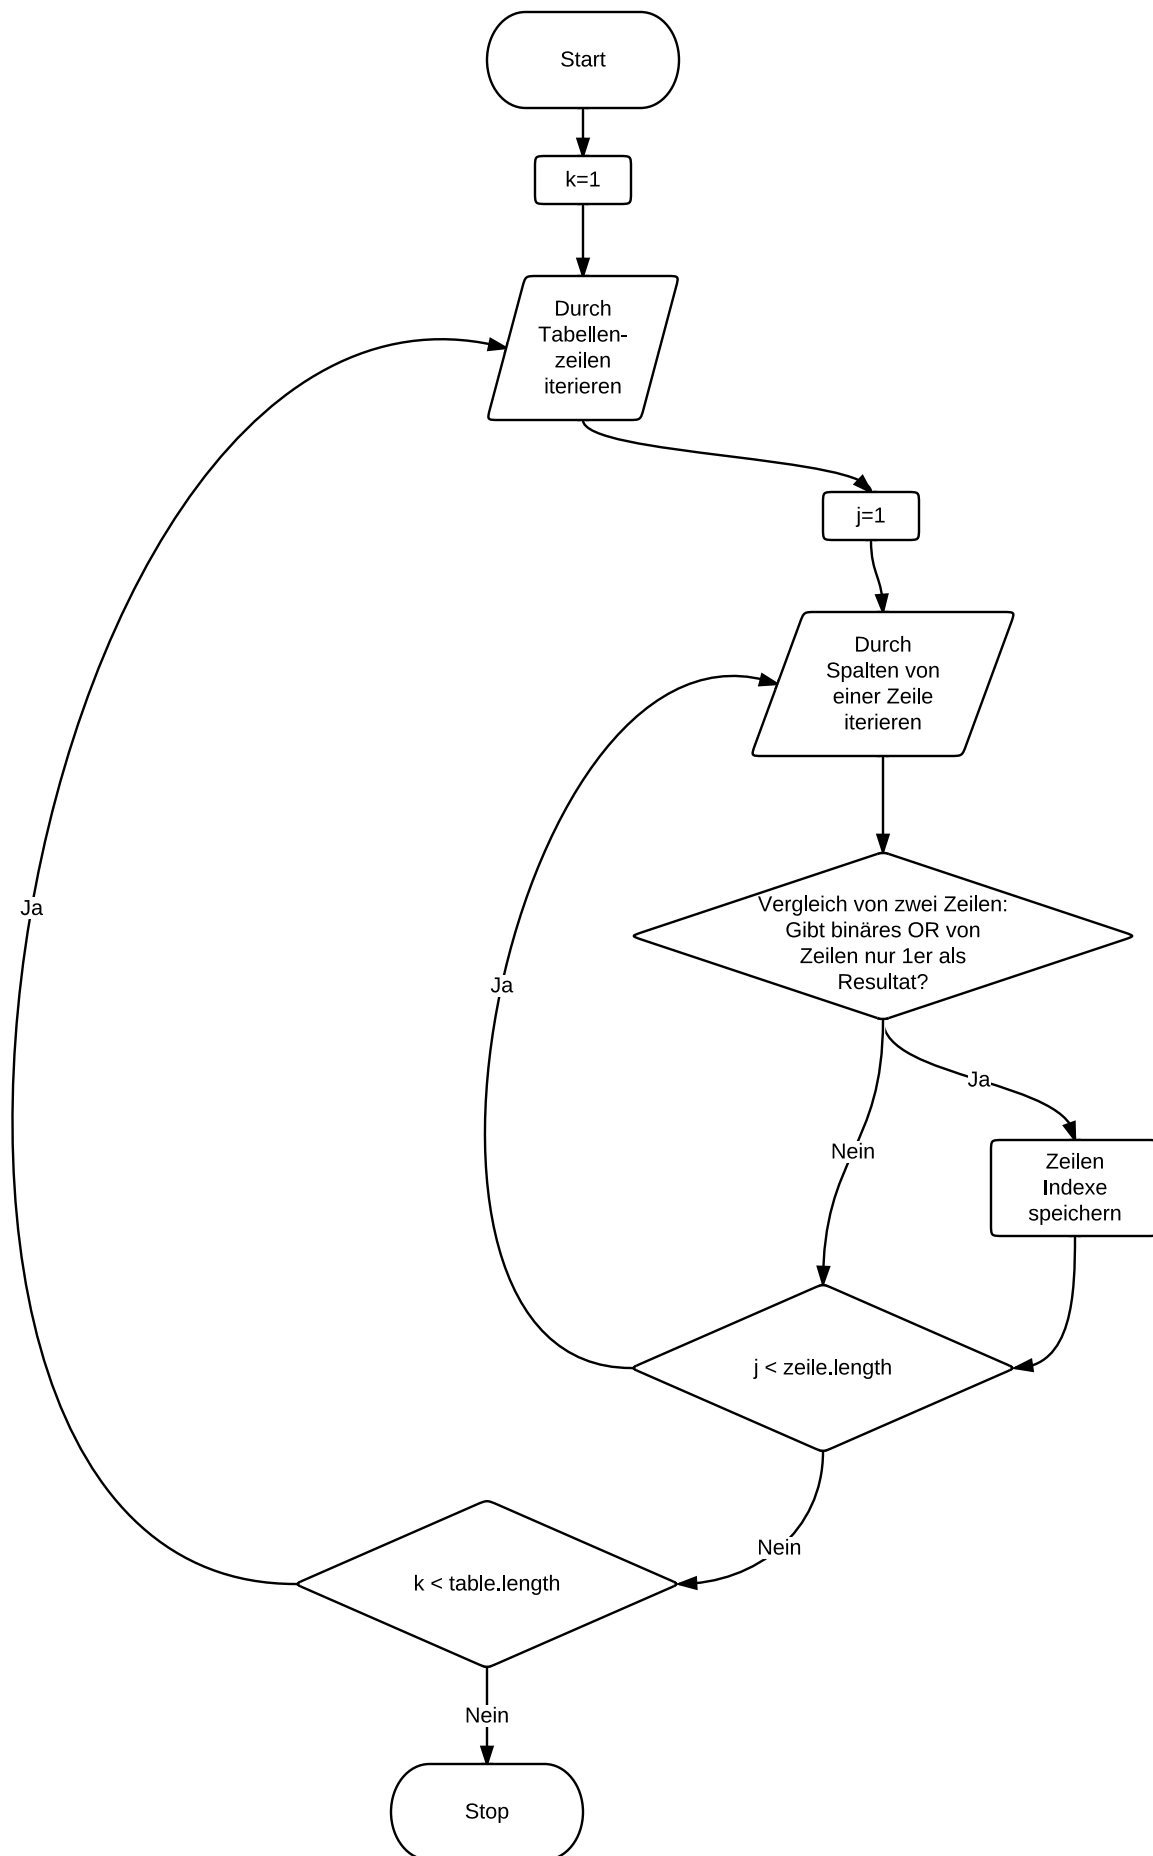 Start
k=1
Durch
Tabellen-
zeilen
iterieren
j=1
Durch
Spalten von
einer Zeile
iterieren
Vergleich von zwei Zeilen:
Gibt binäres OR von
Zeilen nur 1er als
Resultat?
Ja
Ja
Ja
Nein
Zeilen
Indexe
speichern
j < zeile.length
Nein
k < table.length
Nein
Stop